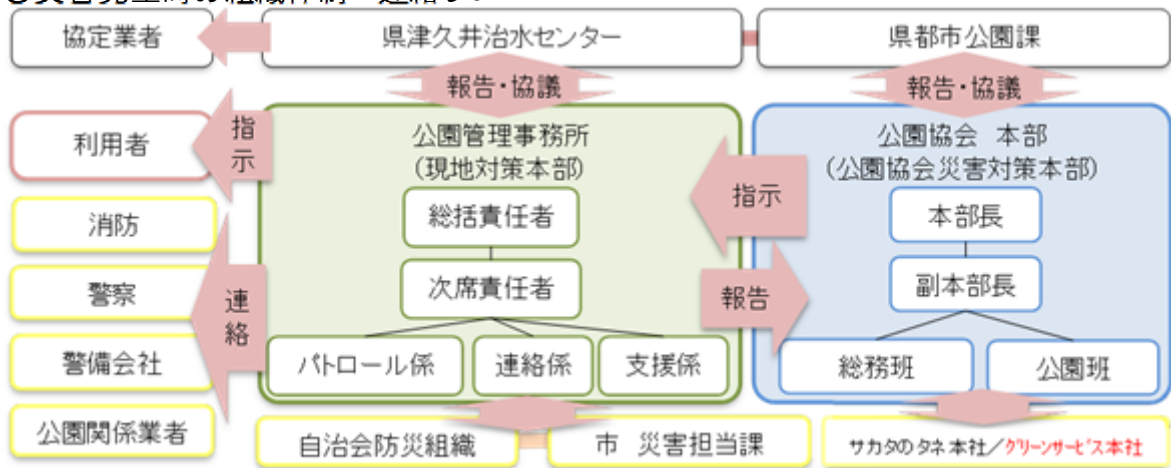 協定業者
県津久井治水センター
県都市公園課
報告・協議
報告・協議
利用者
指示
公園管理事務所
(現地対策本部)
公園協会 本部
(公園協会災害対策本部)
総括責任者
指示
本部長
消防
警察
連絡
次席責任者
報告
副本部長
警備会社
パトロール係
連絡係
支援係
総務班
公園班
公園関係業者
自治会防災組織
市 災害担当課
サカタのタネ本社/グリーンサービス本社